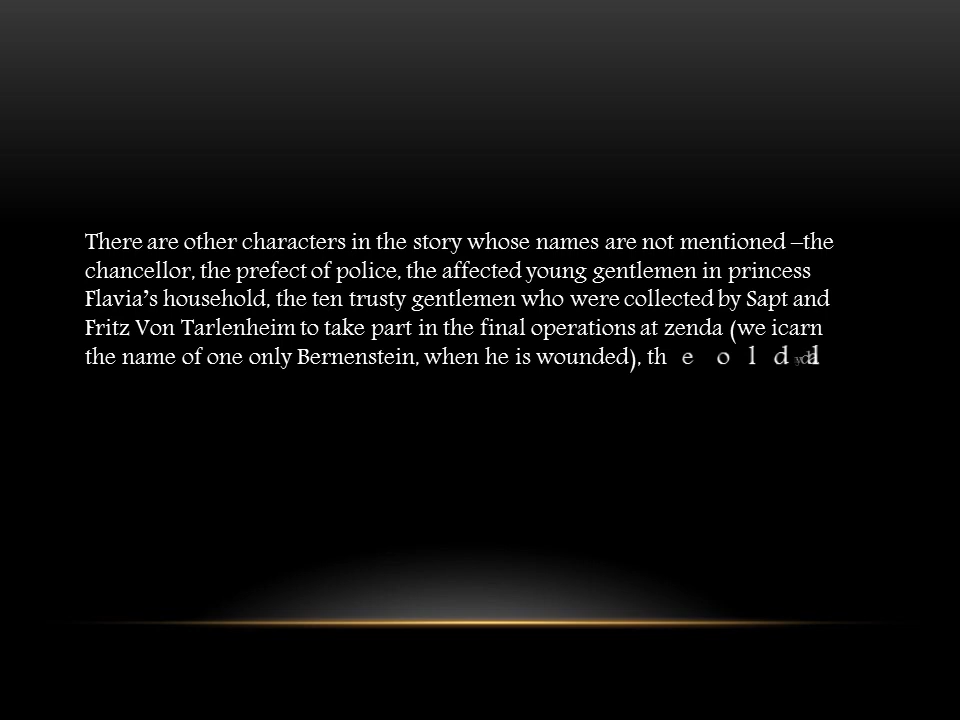 There are other characters in the story whose names are not mentioned –the
chancellor, the prefect of police, the affected young gentlemen in princess
Flavia’s household, the ten trusty gentlemen who were collected by Sapt and
Fritz Von Tarlenheim to take part in the final operations at zenda (we icarn
the name of one only Bernenstein, when he is wounded), th e o l d